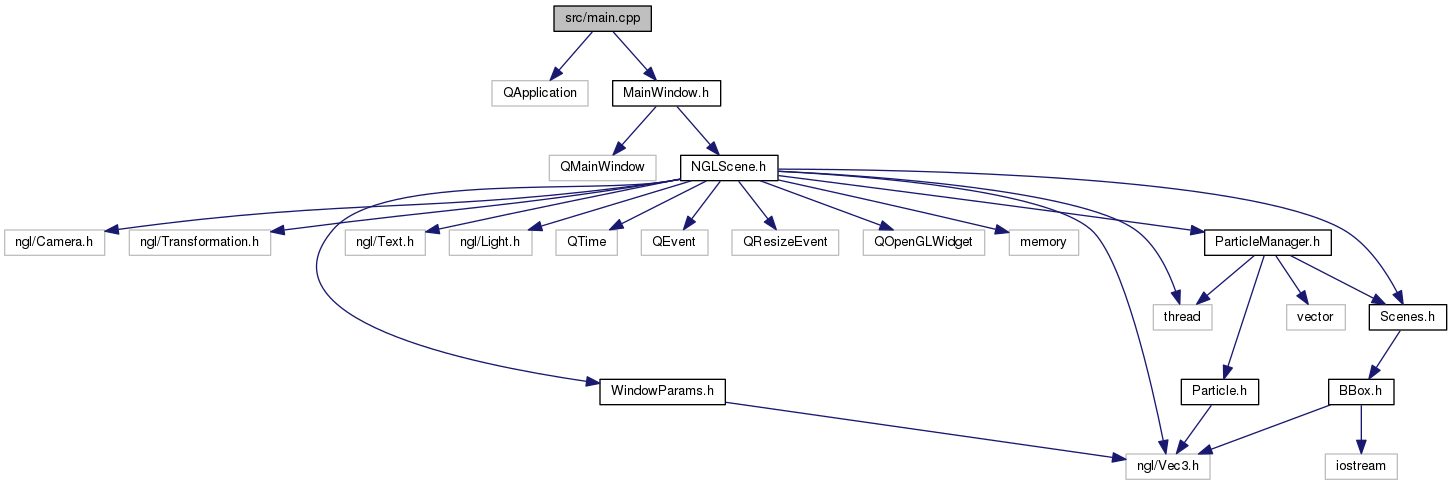 src/main.cpp
QApplication
MainWindow.h
QMainWindow
NGLScene.h
ngl/Camera.h
ngl/Transformation.h
ngl/Text.h
ngl/Light.h
QTime
QEvent
QResizeEvent
QOpenGLWidget
memory
ParticleManager.h
thread
vector
Scenes.h
WindowParams.h
Particle.h
BBox.h
ngl/Vec3.h
iostream